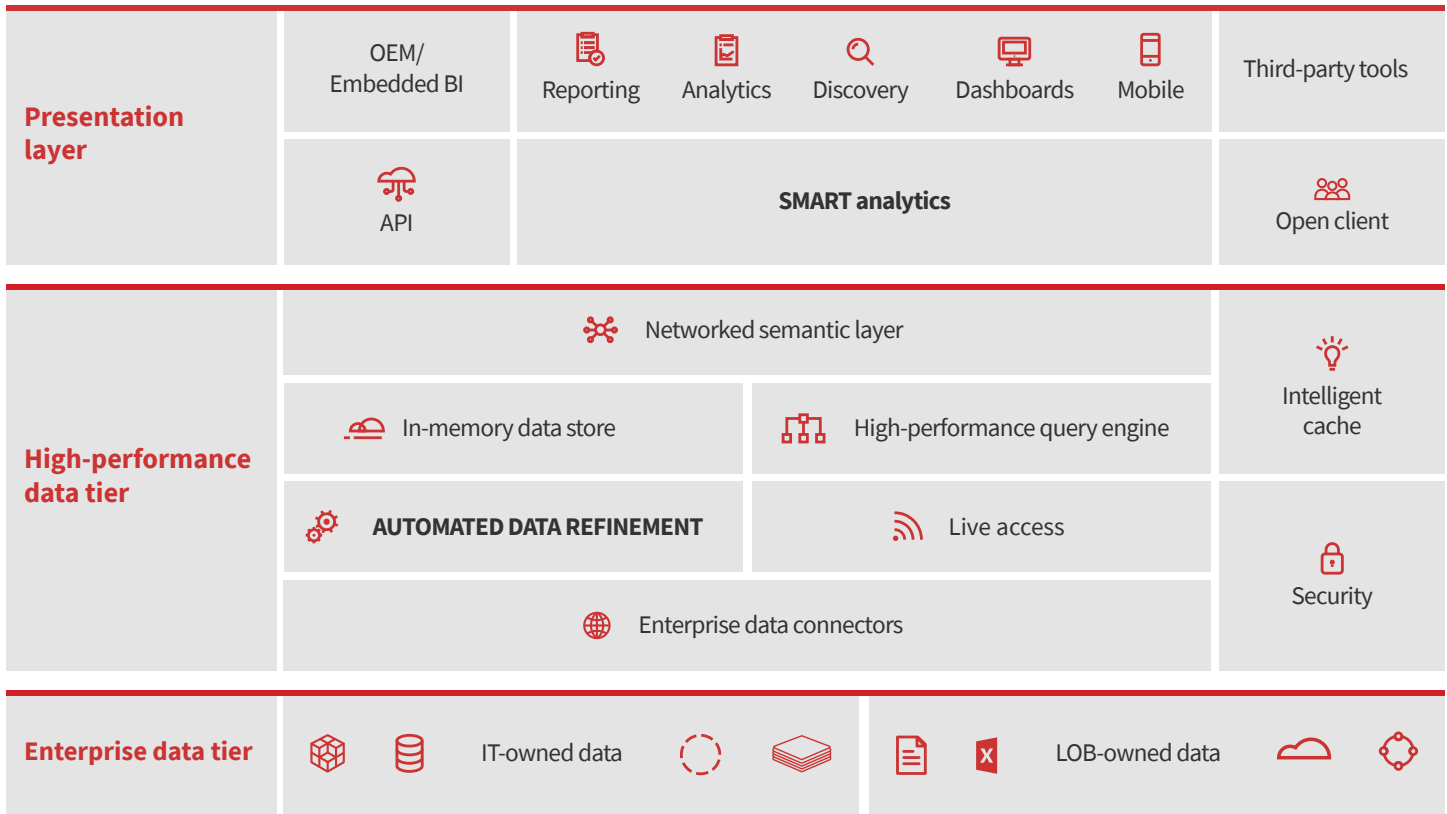 Presentation
layer
OEM/
Embedded BI
Reporting
Analytics
Discovery
Dashboards
Mobile
Third-party tools
API
SMART analytics
Open client
High-performance
data tier
Networked semantic layer
In-memory data store
High-performance query engine
Intelligent
cache
AUTOMATED DATA REFINEMENT
Live access
Security
Enterprise data connectors
Enterprise data tier
IT-owned data
X
LOB-owned data